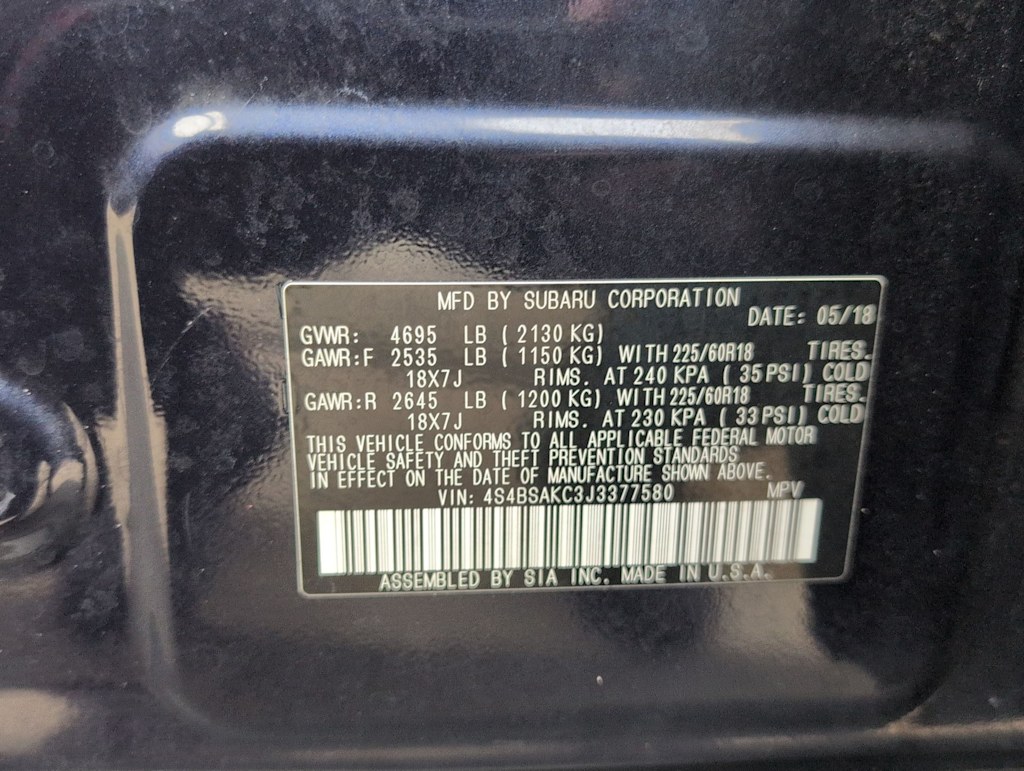 MFD BY SUBARU CORPORATION
DATE: 05/18
GVWR: 4695 LB ( 2130 KG)
GAWR:F 2535 LB ( 1150 KG) WITH 225/60R18 TIRES.
18X7J RIMS. AT 240 KPA ( 35 PSI) COLD
GAWR:R 2645 LB ( 1200 KG) WITH 225/60R18 TIRES.
18X7J RIMS. AT 230 KPA ( 33 PSI) COLD
THIS VEHICLE CONFORMS TO ALL APPLICABLE FEDERAL MOTOR
VEHICLE SAFETY AND THEFT PREVENTION STANDARDS
IN EFFECT ON THE DATE OF MANUFACTURE SHOWN ABOVE.
VIN: 4S4BSAKC3J3377580 MPV
ASSEMBLED BY SIA INC. MADE IN U.S.A.